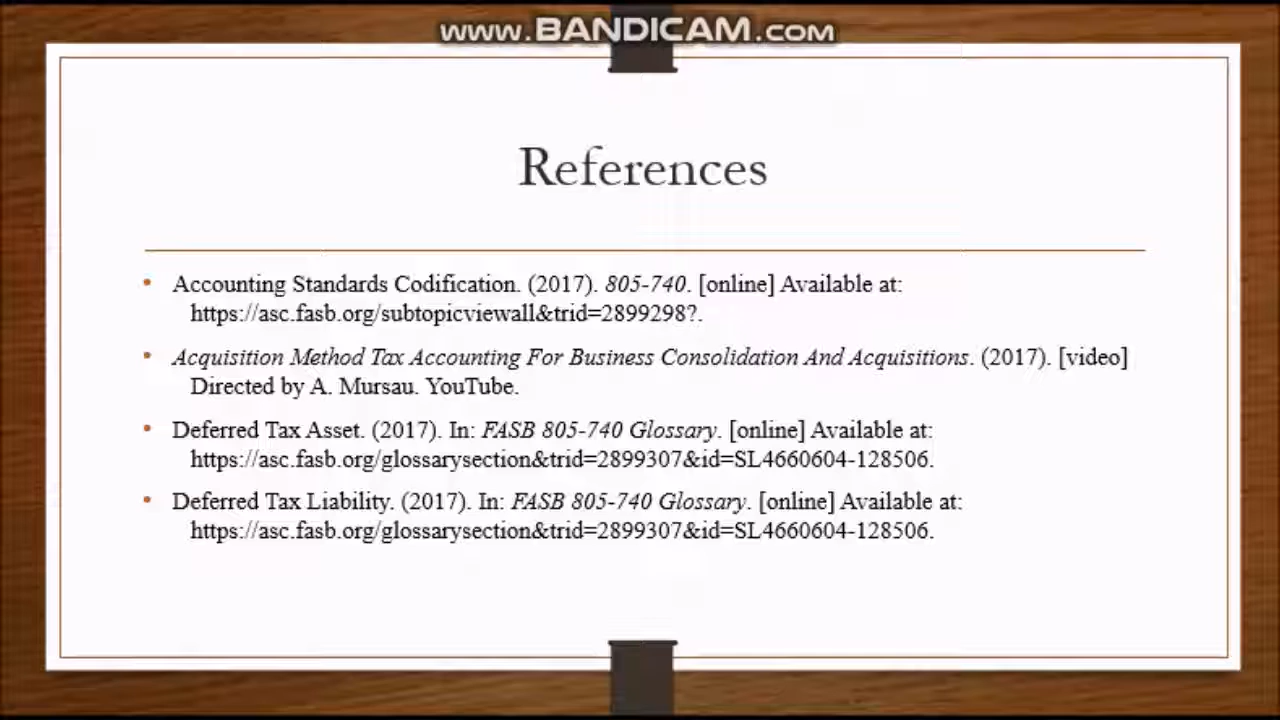 www.BANDICAM.com
References
• Accounting Standards Codification. (2017). 805-740. [online] Available at:
https://asc.fasb.org/subtopicviewall&trid=2899298?.
• Acquisition Method Tax Accounting For Business Consolidation And Acquisitions. (2017). [video]
Directed by A. Mursau. YouTube.
• Deferred Tax Asset. (2017). In: FASB 805-740 Glossary. [online] Available at:
https://asc.fasb.org/glossarysection&trid=2899307&id=SL4660604-128506.
• Deferred Tax Liability. (2017). In: FASB 805-740 Glossary. [online] Available at:
https://asc.fasb.org/glossarysection&trid=2899307&id=SL4660604-128506.